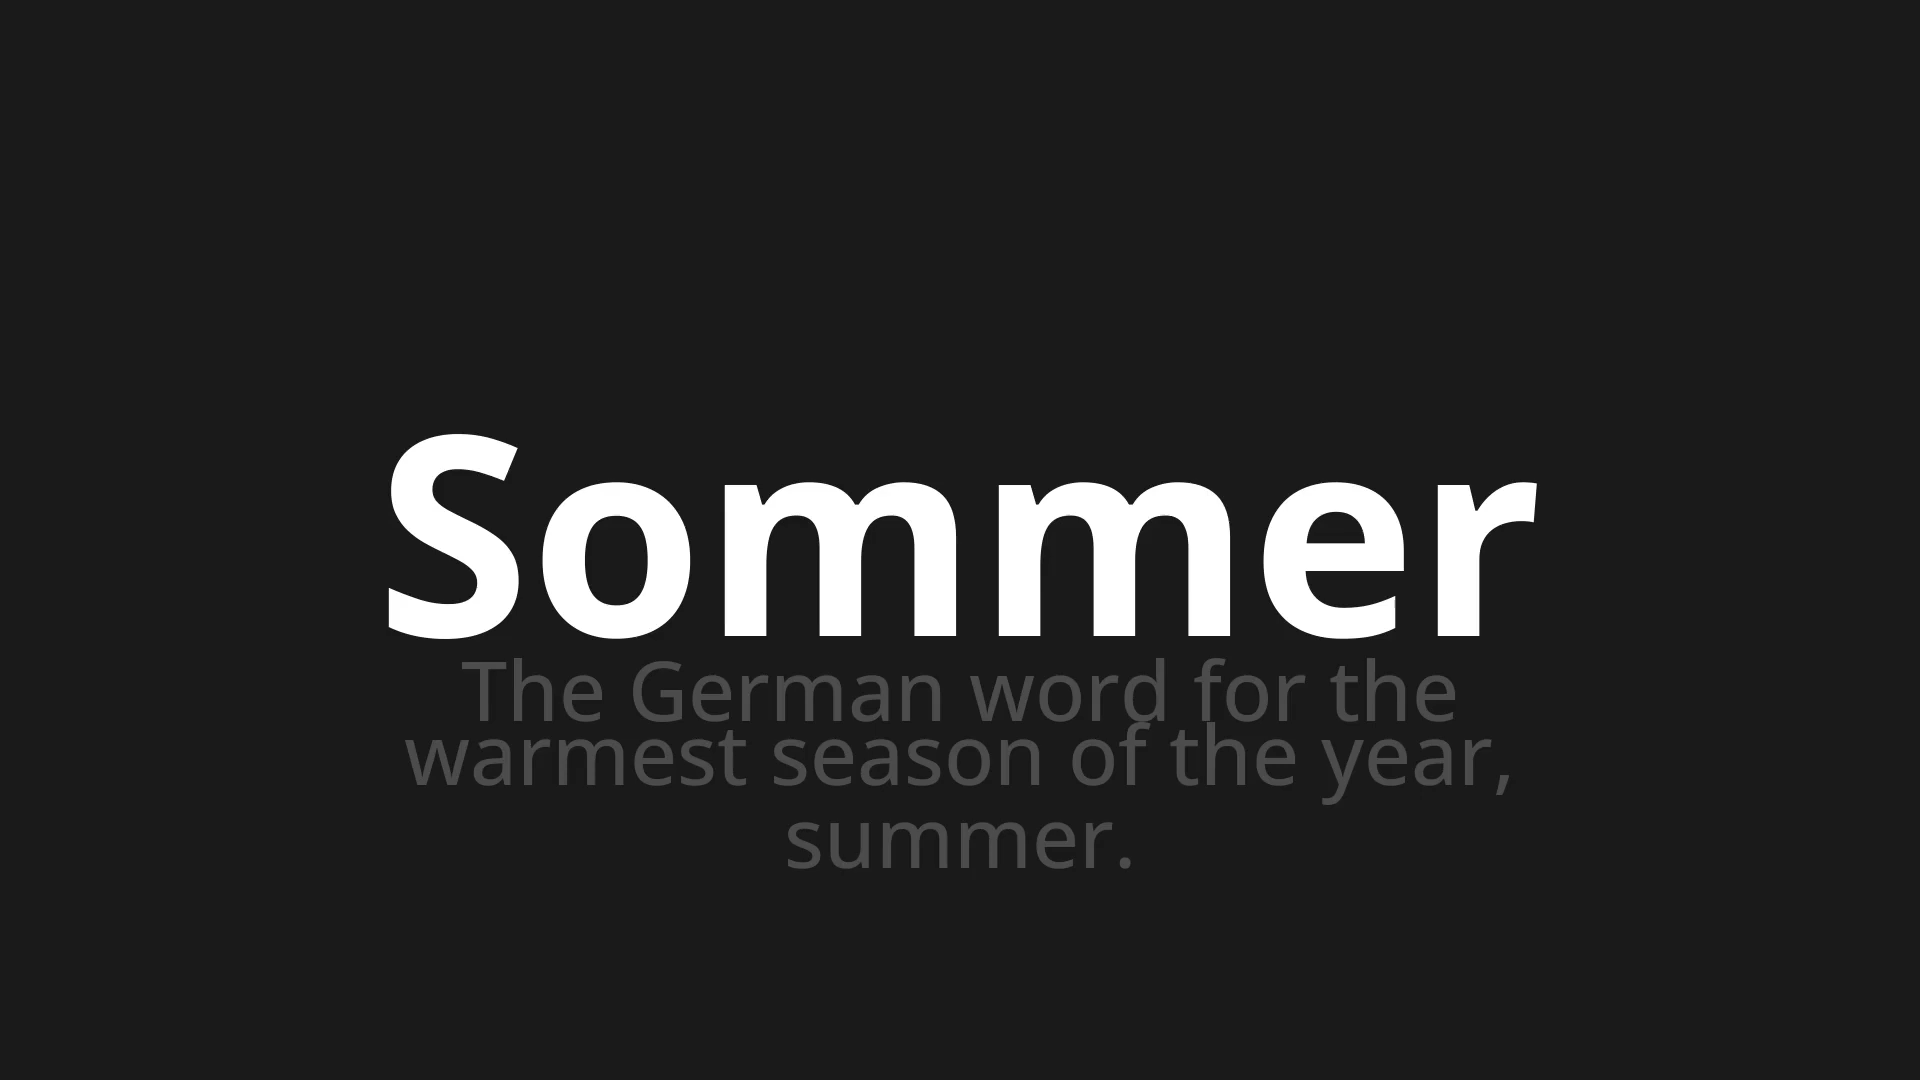 Sommer
The German word for the
warmest season of the year,
summer.